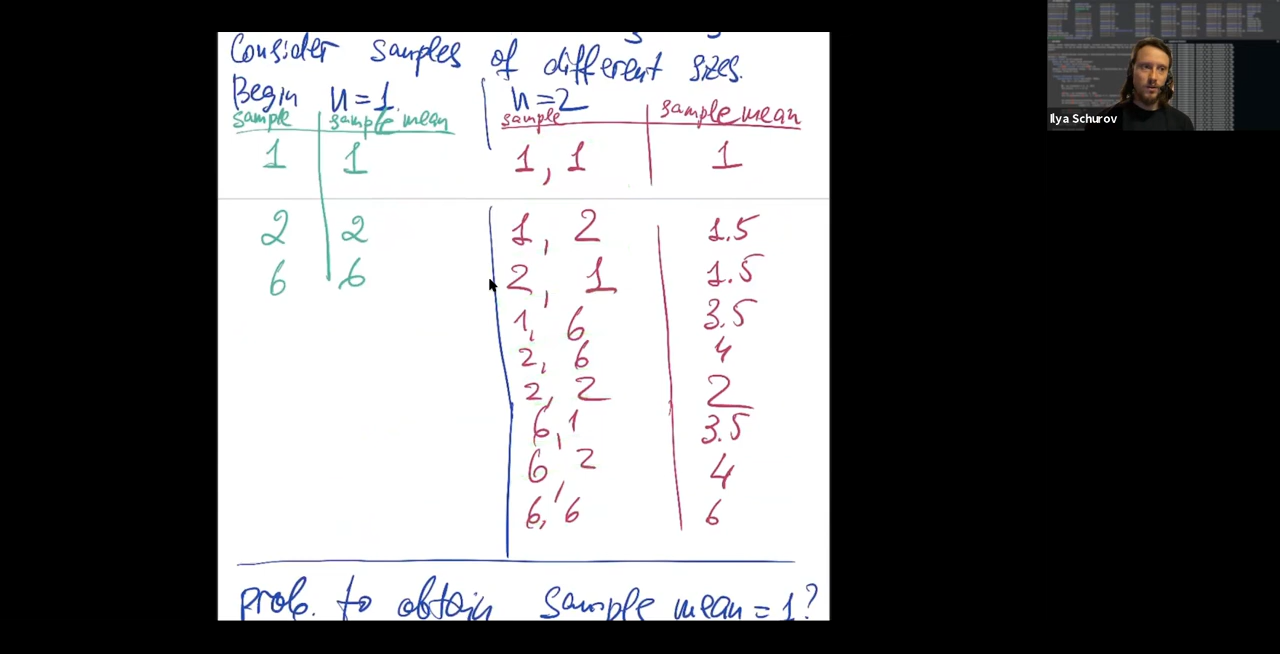 Consider samples of different sizes.
Begin n=1. n=2
sample sample mean sample sample mean
1 1 1, 1 1
2 2 1, 2 1.5
6 6 2, 1 1.5
1, 6 3.5
2, 6 4
2, 2 2
6, 1 3.5
6, 2 4
6, 6 6
prob. to obtain sample mean = 1?
Ilya Schurov